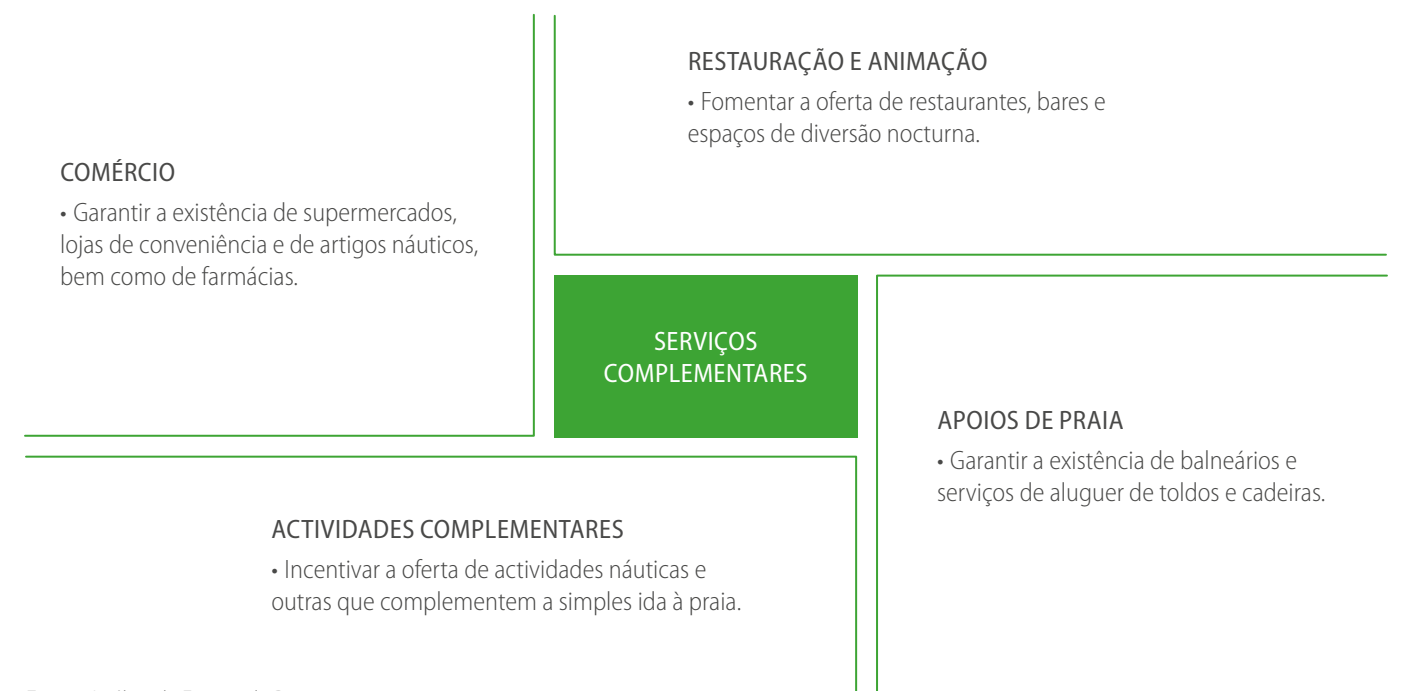 RESTAURAÇÃO E ANIMAÇÃO
• Fomentar a oferta de restaurantes, bares e
espaços de diversão nocturna.
COMÉRCIO
• Garantir a existência de supermercados,
lojas de conveniência e de artigos náuticos,
bem como de farmácias.
SERVIÇOS
COMPLEMENTARES
APOIOS DE PRAIA
• Garantir a existência de balneários e
serviços de aluguer de toldos e cadeiras.
ACTIVIDADES COMPLEMENTARES
• Incentivar a oferta de actividades náuticas e
outras que complementem a simples ida à praia.